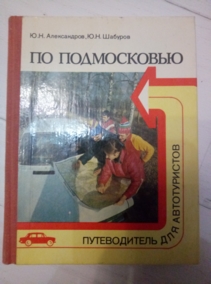 Ю.Н. Александров, Ю.Н. Шабуров
ПО ПОДМОСКОВЬЮ
ПУТЕВОДИТЕЛЬ ДЛЯ АВТОТУРИСТОВ